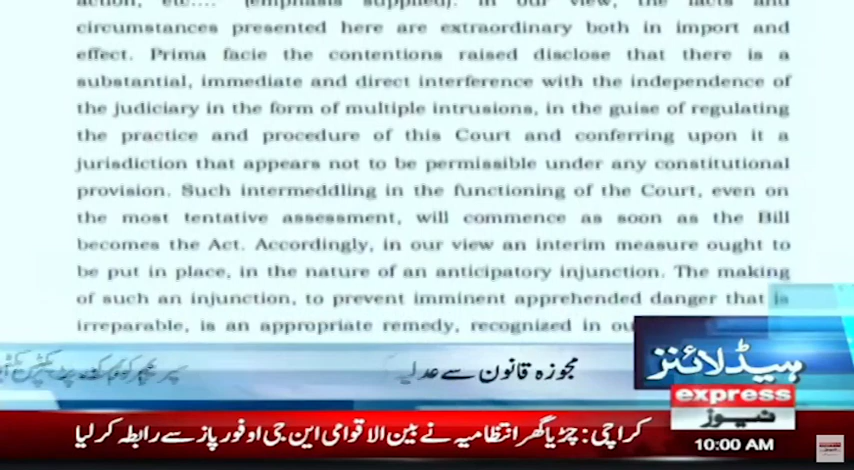 action, etc.... (emphasis supplied). In our view, the facts and
circumstances presented here are extraordinary both in import and
effect. Prima facie the contentions raised disclose that there is a
substantial, immediate and direct interference with the independence of
the judiciary in the form of multiple intrusions, in the guise of regulating
the practice and procedure of this Court and conferring upon it a
jurisdiction that appears not to be permissible under any constitutional
provision. Such intermeddling in the functioning of the Court, even on
the most tentative assessment, will commence as soon as the Bill
becomes the Act. Accordingly, in our view an interim measure ought to
be put in place, in the nature of an anticipatory injunction. The making
of such an injunction, to prevent imminent apprehended danger that is
irreparable, is an appropriate remedy, recognized in ou
مجوزہ قانون سے عدلیہ
ہیڈلائنز
express
نیوز
کراچی : چڑیا گھر انتظامیہ نے بین الاقوامی این جی او فور پاز سے رابطہ کرلیا
10:00 AM